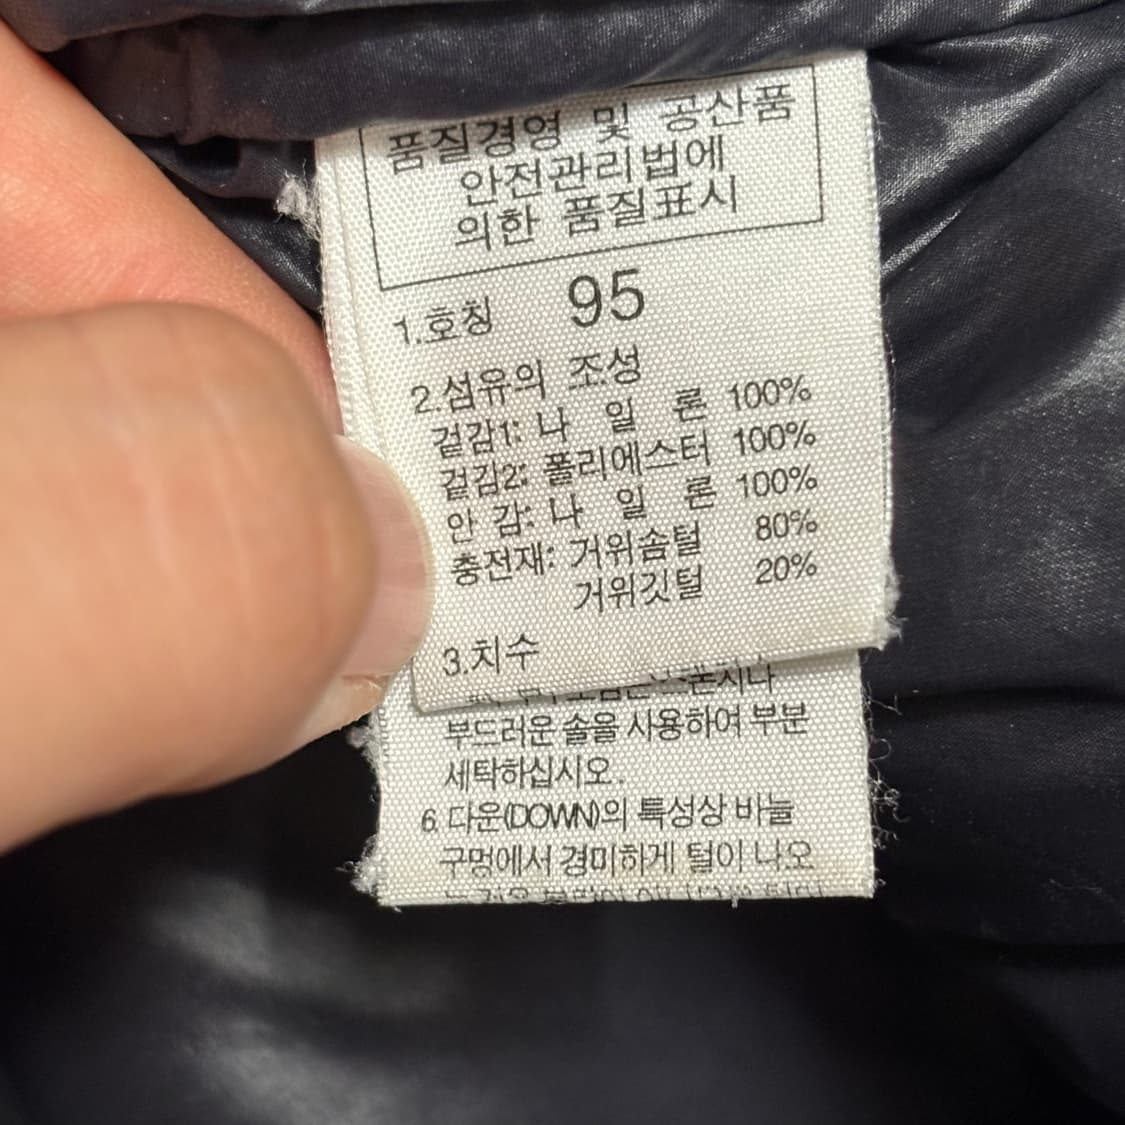 품질경영 및 공산품
안전관리법에
의한 품질표시
1.호칭 95
2.섬유의 조성
겉감1: 나 일 론 100%
겉감2: 폴리에스터 100%
안 감: 나 일 론 100%
충전재: 거위솜털 80%
거위깃털 20%
3.치수
부드러운 솔을 사용하여 부분
세탁하십시오.
6. 다운(DOWN)의 특성상 바늘
구멍에서 경미하게 털이 나오